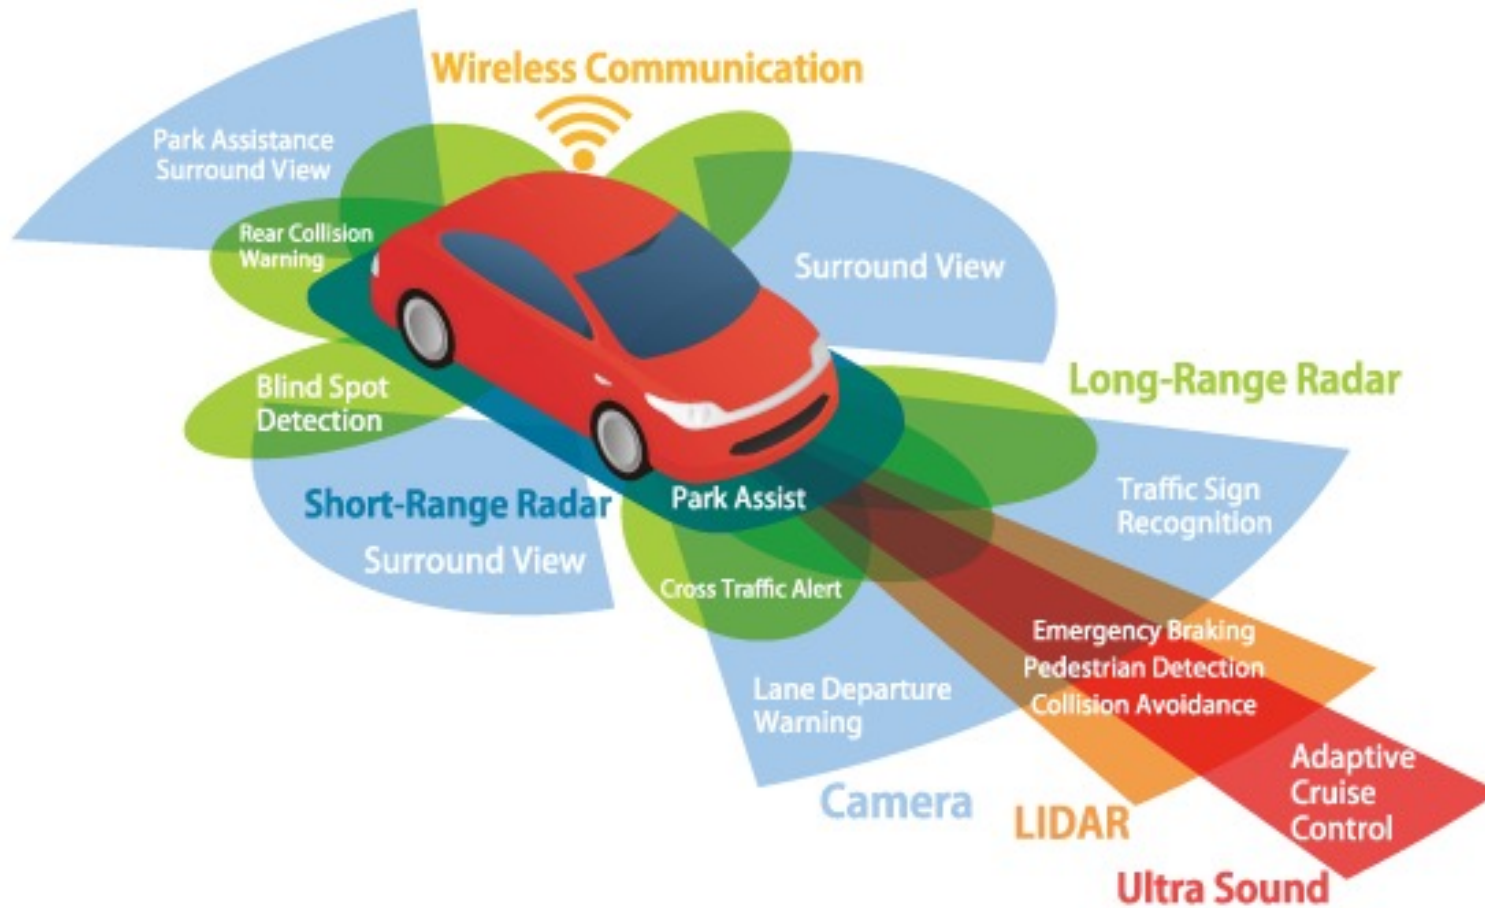 Wireless Communication
Park Assistance
Surround View
Rear Collision
Warning
Surround View
Blind Spot
Detection
Long-Range Radar
Short-Range Radar
Park Assist
Traffic Sign
Recognition
Surround View
Cross Traffic Alert
Emergency Braking
Pedestrian Detection
Collision Avoidance
Lane Departure
Warning
Adaptive
Cruise
Control
Camera
LIDAR
Ultra Sound